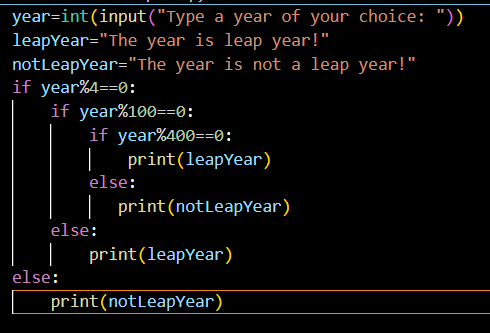 year=int(input("Type a year of your choice: "))
leapYear="The year is leap year!"
notLeapYear="The year is not a leap year!"
if year%4==0:
    if year%100==0:
        if year%400==0:
            print(leapYear)
        else:
           print(notLeapYear)
    else:
        print(leapYear)
else:
    print(notLeapYear)